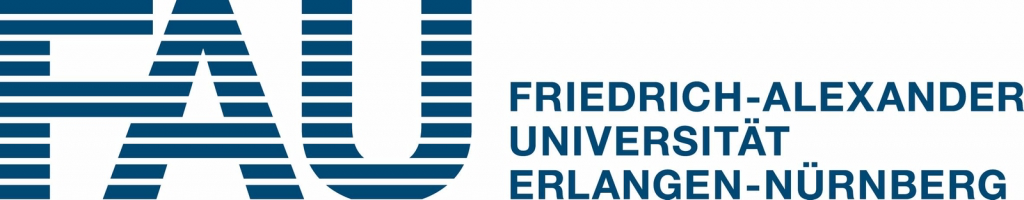 FAU
FRIEDRICH-ALEXANDER
UNIVERSITÄT
ERLANGEN-NÜRNBERG